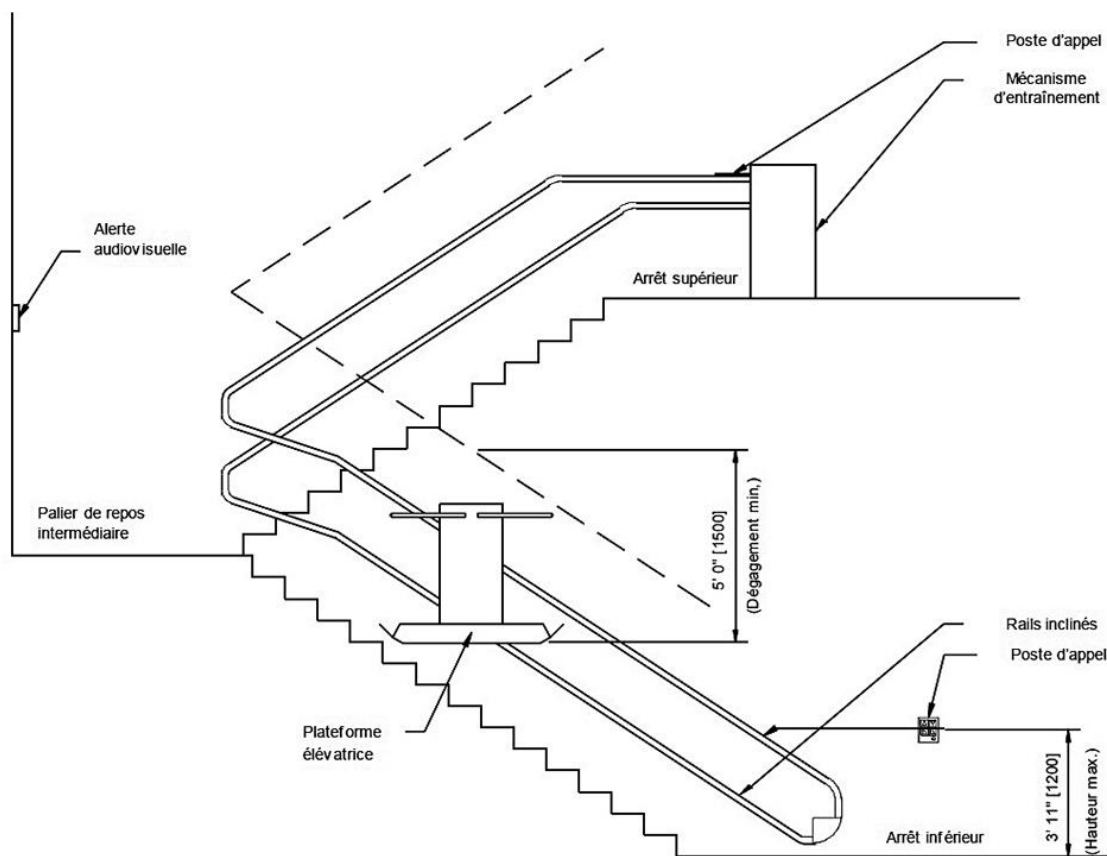 Poste d'appel
Mécanisme
d'entraînement
Alerte
audiovisuelle
Arrêt supérieur
Palier de repos
intermédiaire
5' 0" [1500]
(Dégagement min,)
Rails inclinés
Poste d'appel
Plateforme
élévatrice
3' 11" [1200]
(Hauteur max.)
Arrêt inférieur